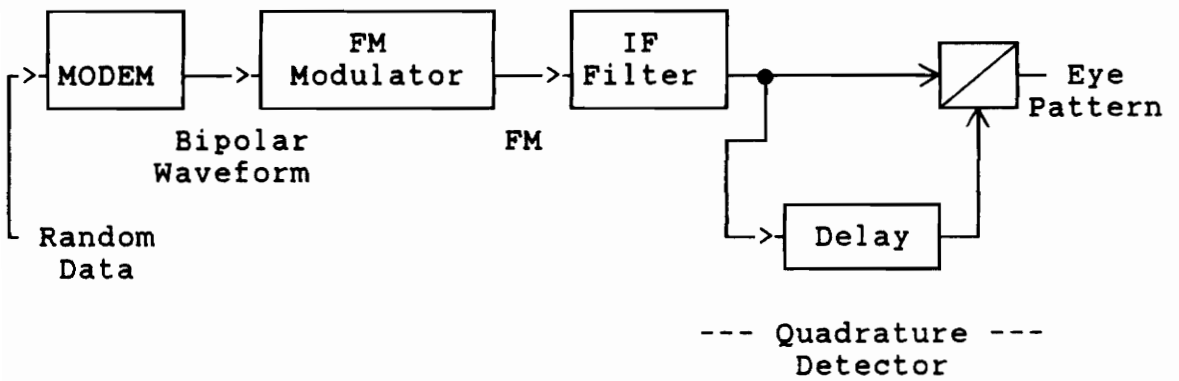 MODEM
FM
Modulator
IF
Filter
Eye
Pattern
Bipolar
Waveform
FM
Random
Data
Delay
--- Quadrature ---
Detector